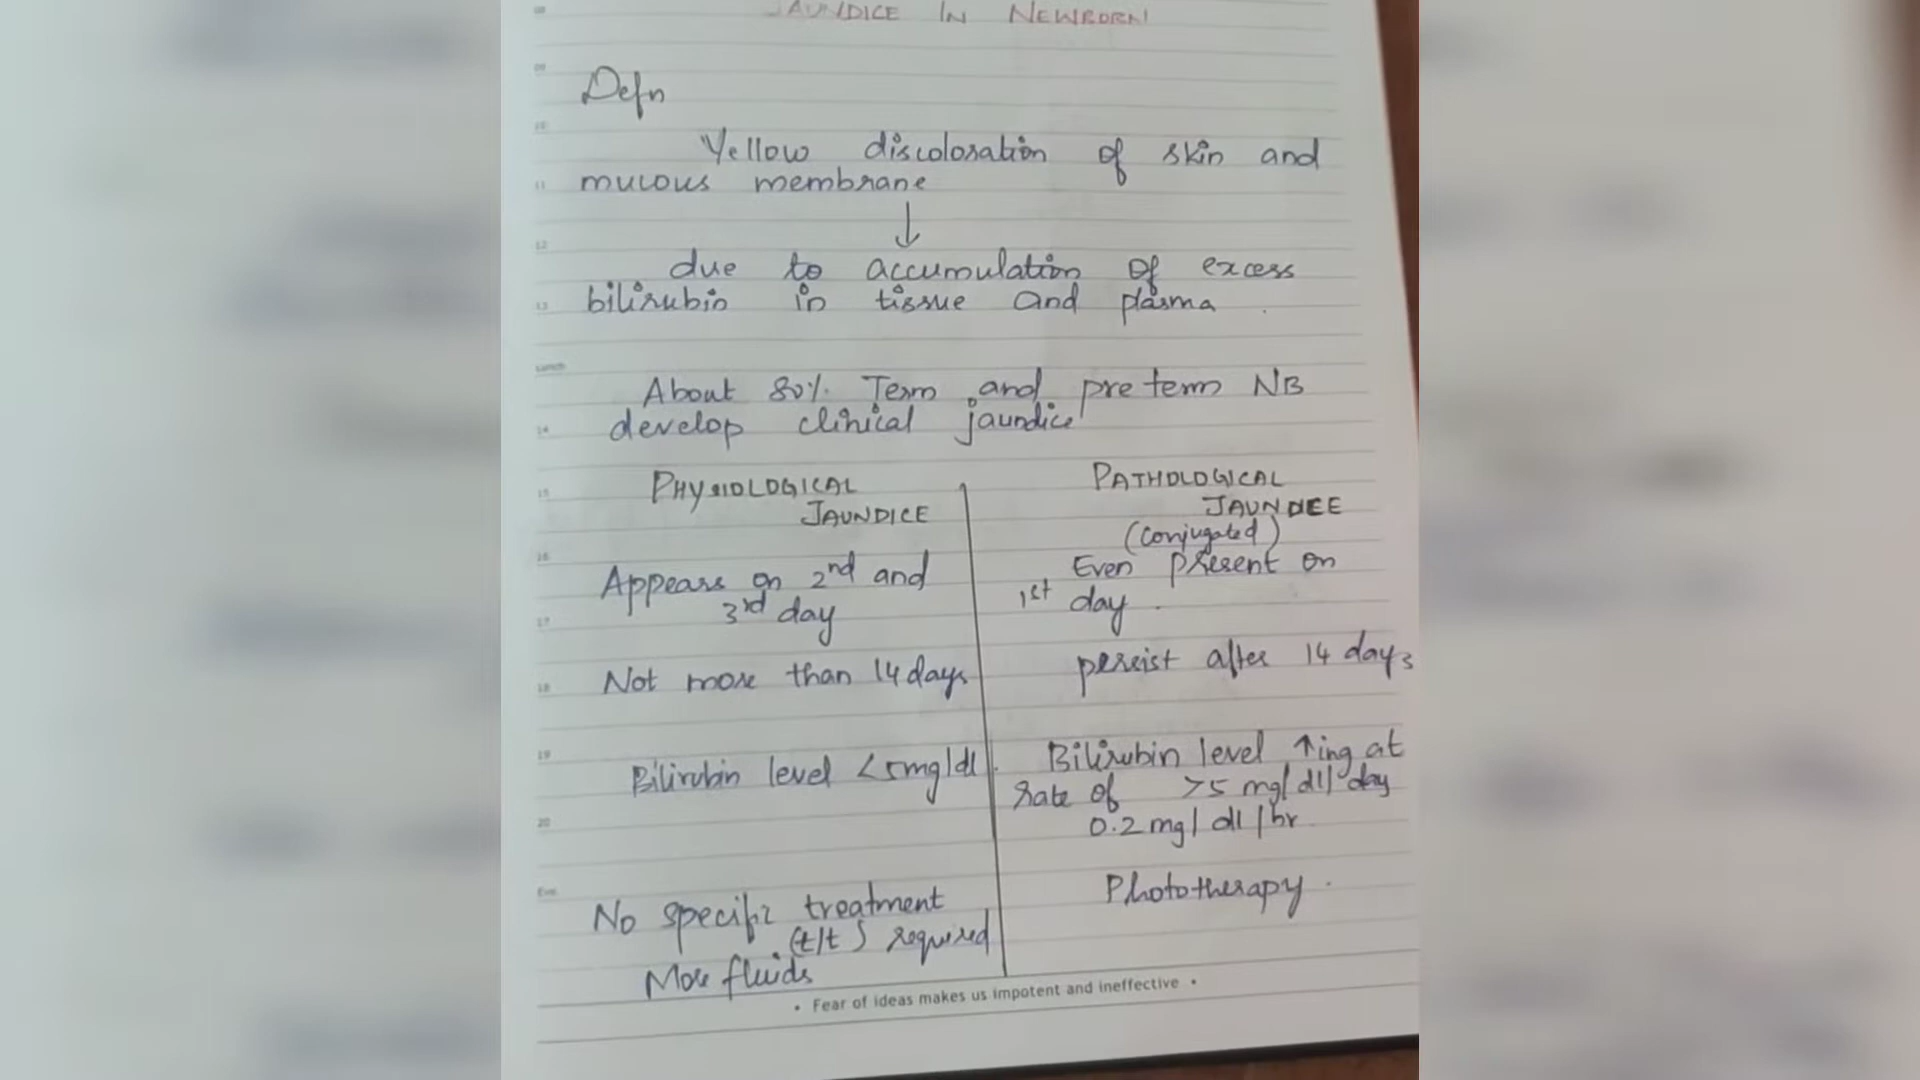 JAUNDICE IN NEWBORN
Defn
Yellow discoloration of skin and
mucous membrane
↓
due to accumulation of excess
bilirubin in tissue and plasma
About 80% Term and pre term NB
develop clinical jaundice
PHYSIOLOGICAL
JAUNDICE
Appears on 2nd and
3rd day
Not more than 14 days
Bilirubin level <5mg/dl
No specific treatment
(t/t) required
More fluids
PATHOLOGICAL
JAUNDICE
(conjugated)
Even present on
1st day.
persist after 14 days
Bilirubin level ↑ing at
rate of >5 mg/dl/day
0.2 mg/dl/hr
Phototherapy.
• Fear of ideas makes us impotent and ineffective •